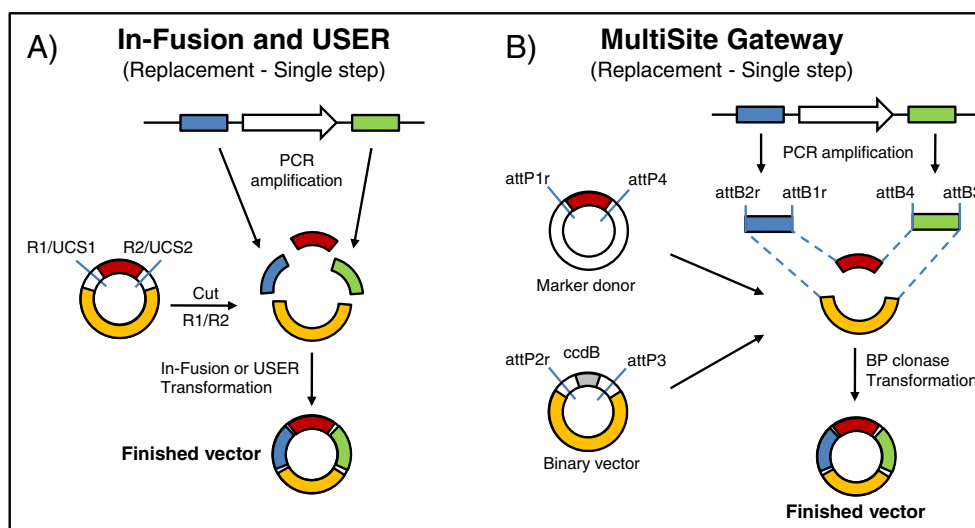 A)
In-Fusion and USER
(Replacement - Single step)
PCR
amplification
R1/UCS1
R2/UCS2
Cut
R1/R2
In-Fusion or USER
Transformation
Finished vector
B)
MultiSite Gateway
(Replacement - Single step)
PCR amplification
attP1r
attP4
attB2r
attB1r
attB4
attB3
Marker donor
attP2r
ccdB
attP3
Binary vector
BP clonase
Transformation
Finished vector